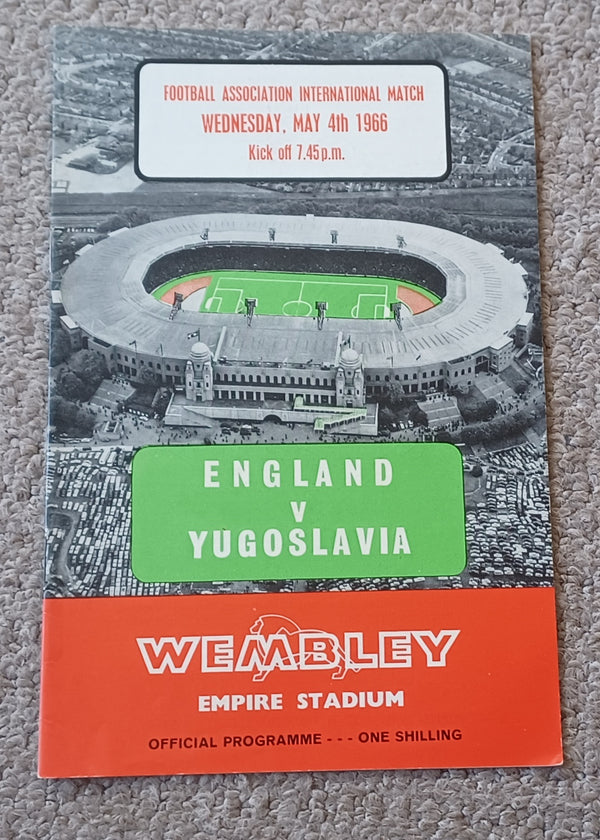 FOOTBALL ASSOCIATION INTERNATIONAL MATCH
WEDNESDAY, MAY 4th 1966
Kick off 7.45 p.m.
ENGLAND
V
YUGOSLAVIA
WEMBLEY
EMPIRE STADIUM
OFFICIAL PROGRAMME - - - ONE SHILLING